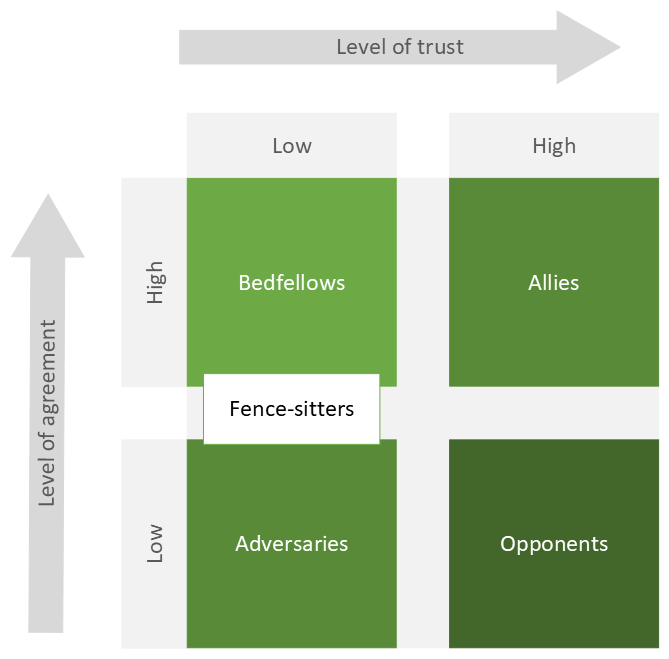 Level of trust
Low
High
High
Bedfellows
Allies
Level of agreement
Fence-sitters
Low
Adversaries
Opponents